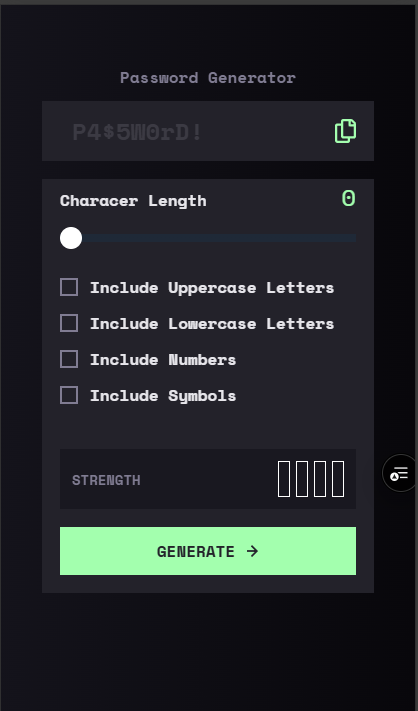 Password Generator
P4$5W0rD!
Characer Length 0
Include Uppercase Letters
Include Lowercase Letters
Include Numbers
Include Symbols
STRENGTH
GENERATE →